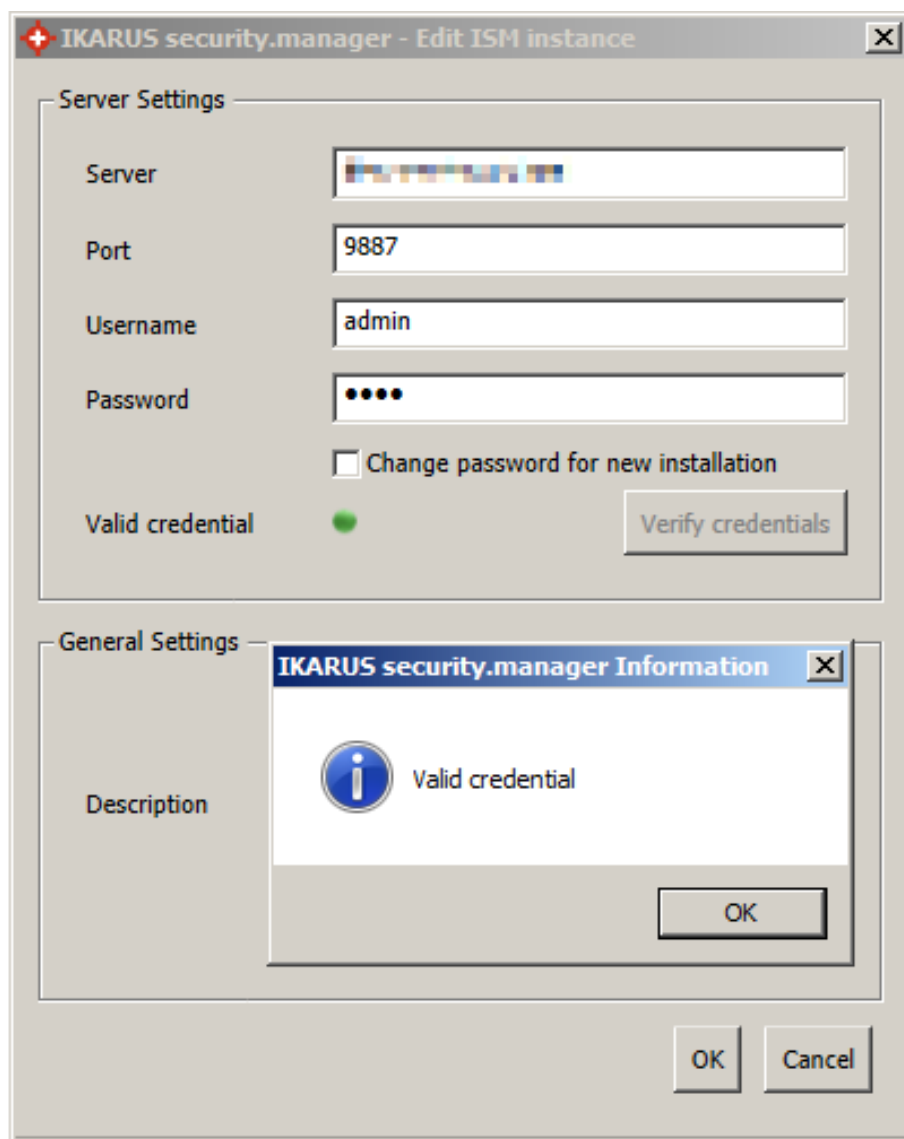 IKARUS security.manager - Edit ISM instance
Server Settings
Server
Port 9887
Username admin
Password ••••
Change password for new installation
Valid credential Verify credentials
General Settings
IKARUS security.manager Information
Valid credential
Description
OK
OK Cancel